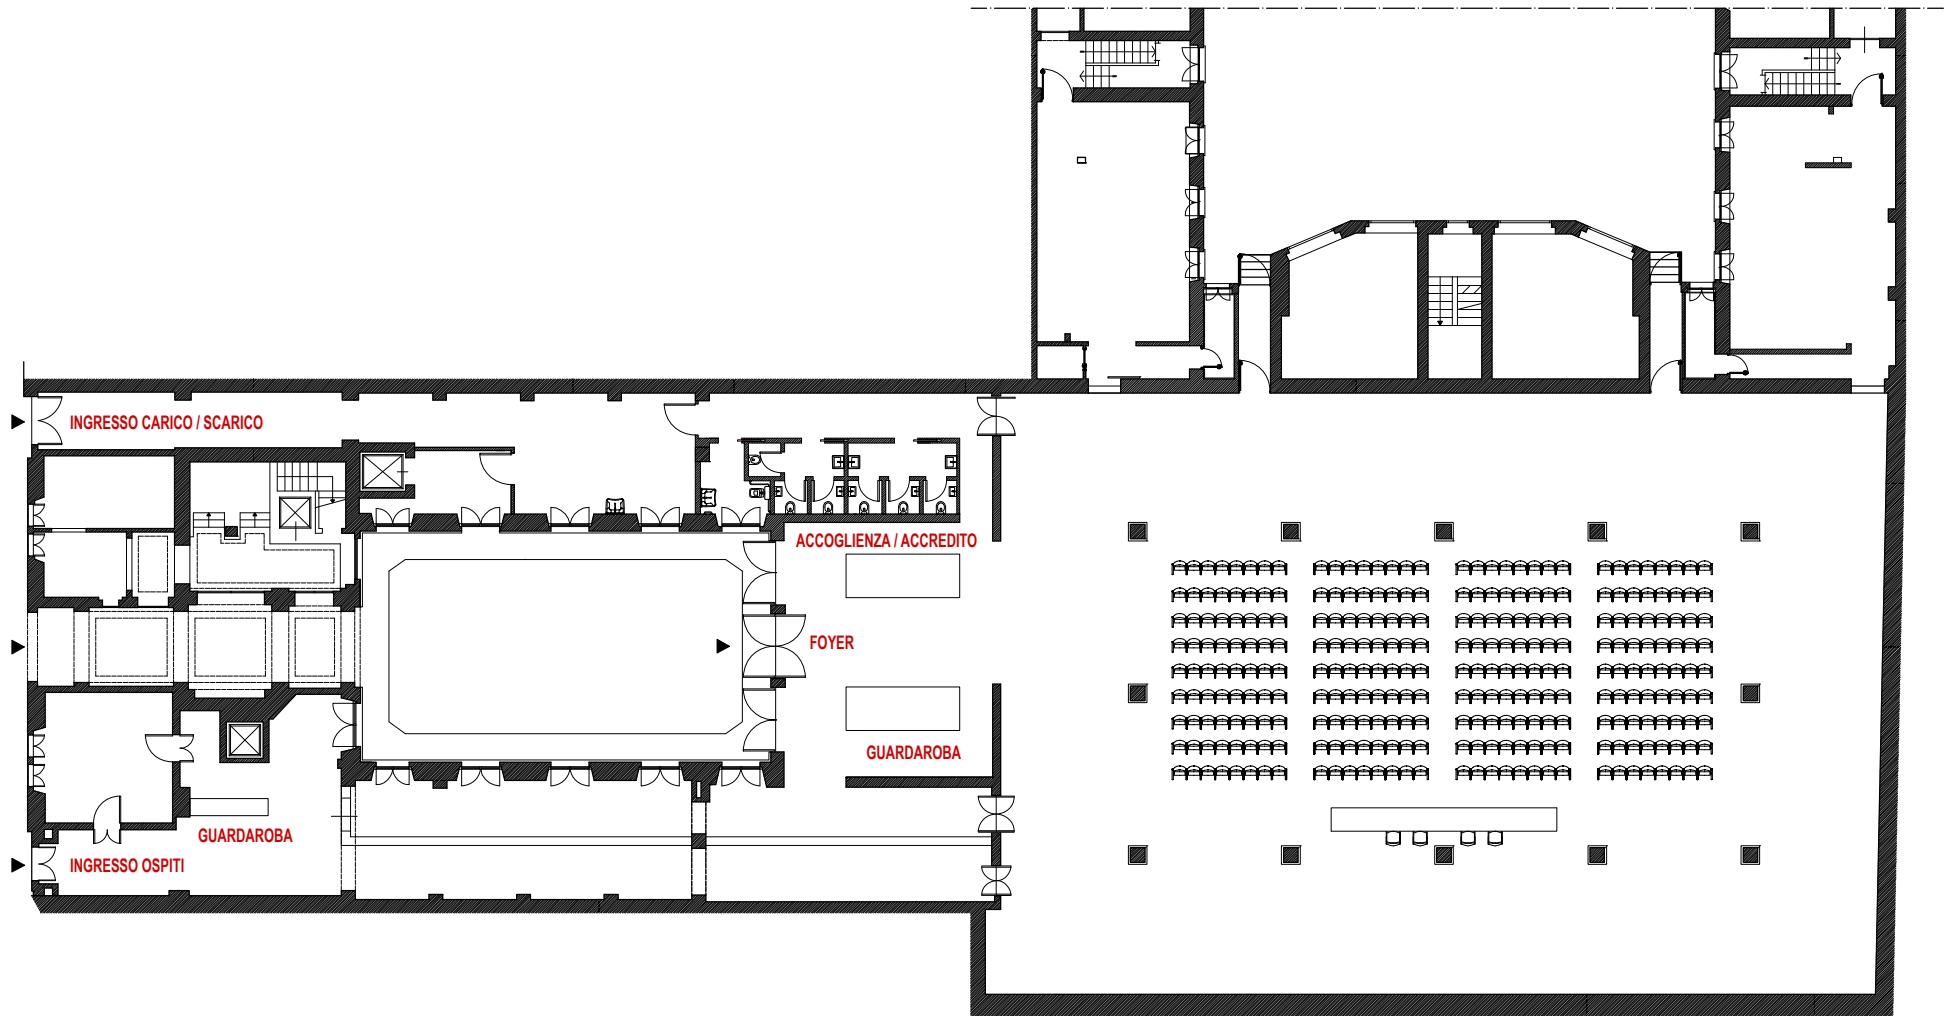 INGRESSO CARICO / SCARICO
ACCOGLIENZA / ACCREDITO
FOYER
GUARDAROBA
GUARDAROBA
INGRESSO OSPITI